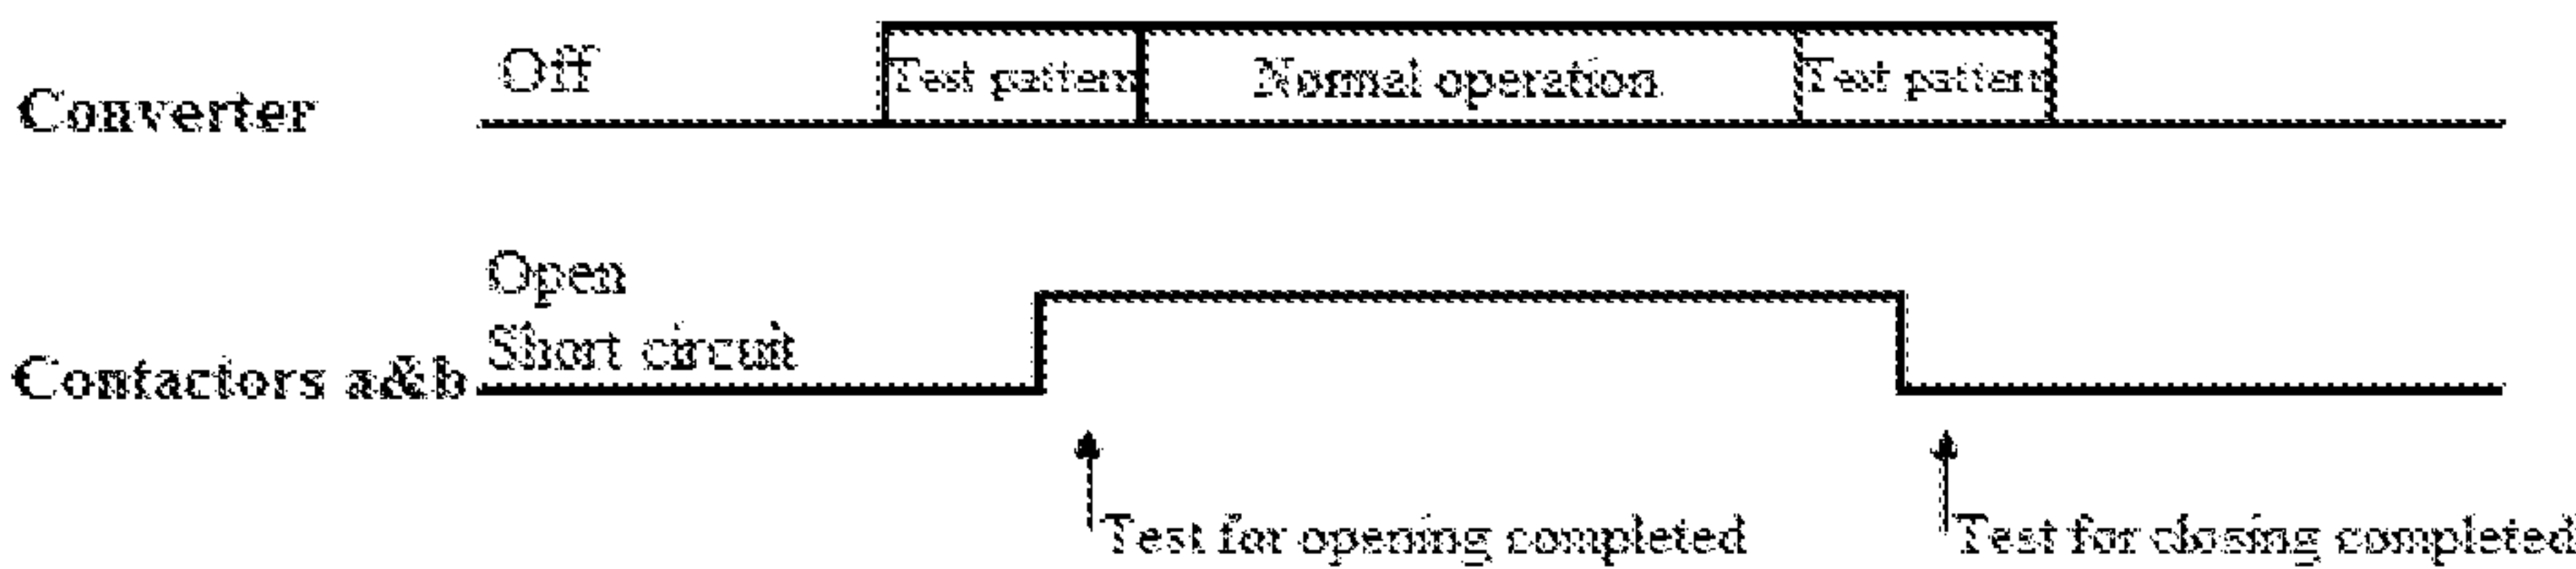 Off
Test pattern
Normal operation
Test pattern
Converter
Open
Short circuit
Contactors a&b
Test for opening completed
Test for closing completed